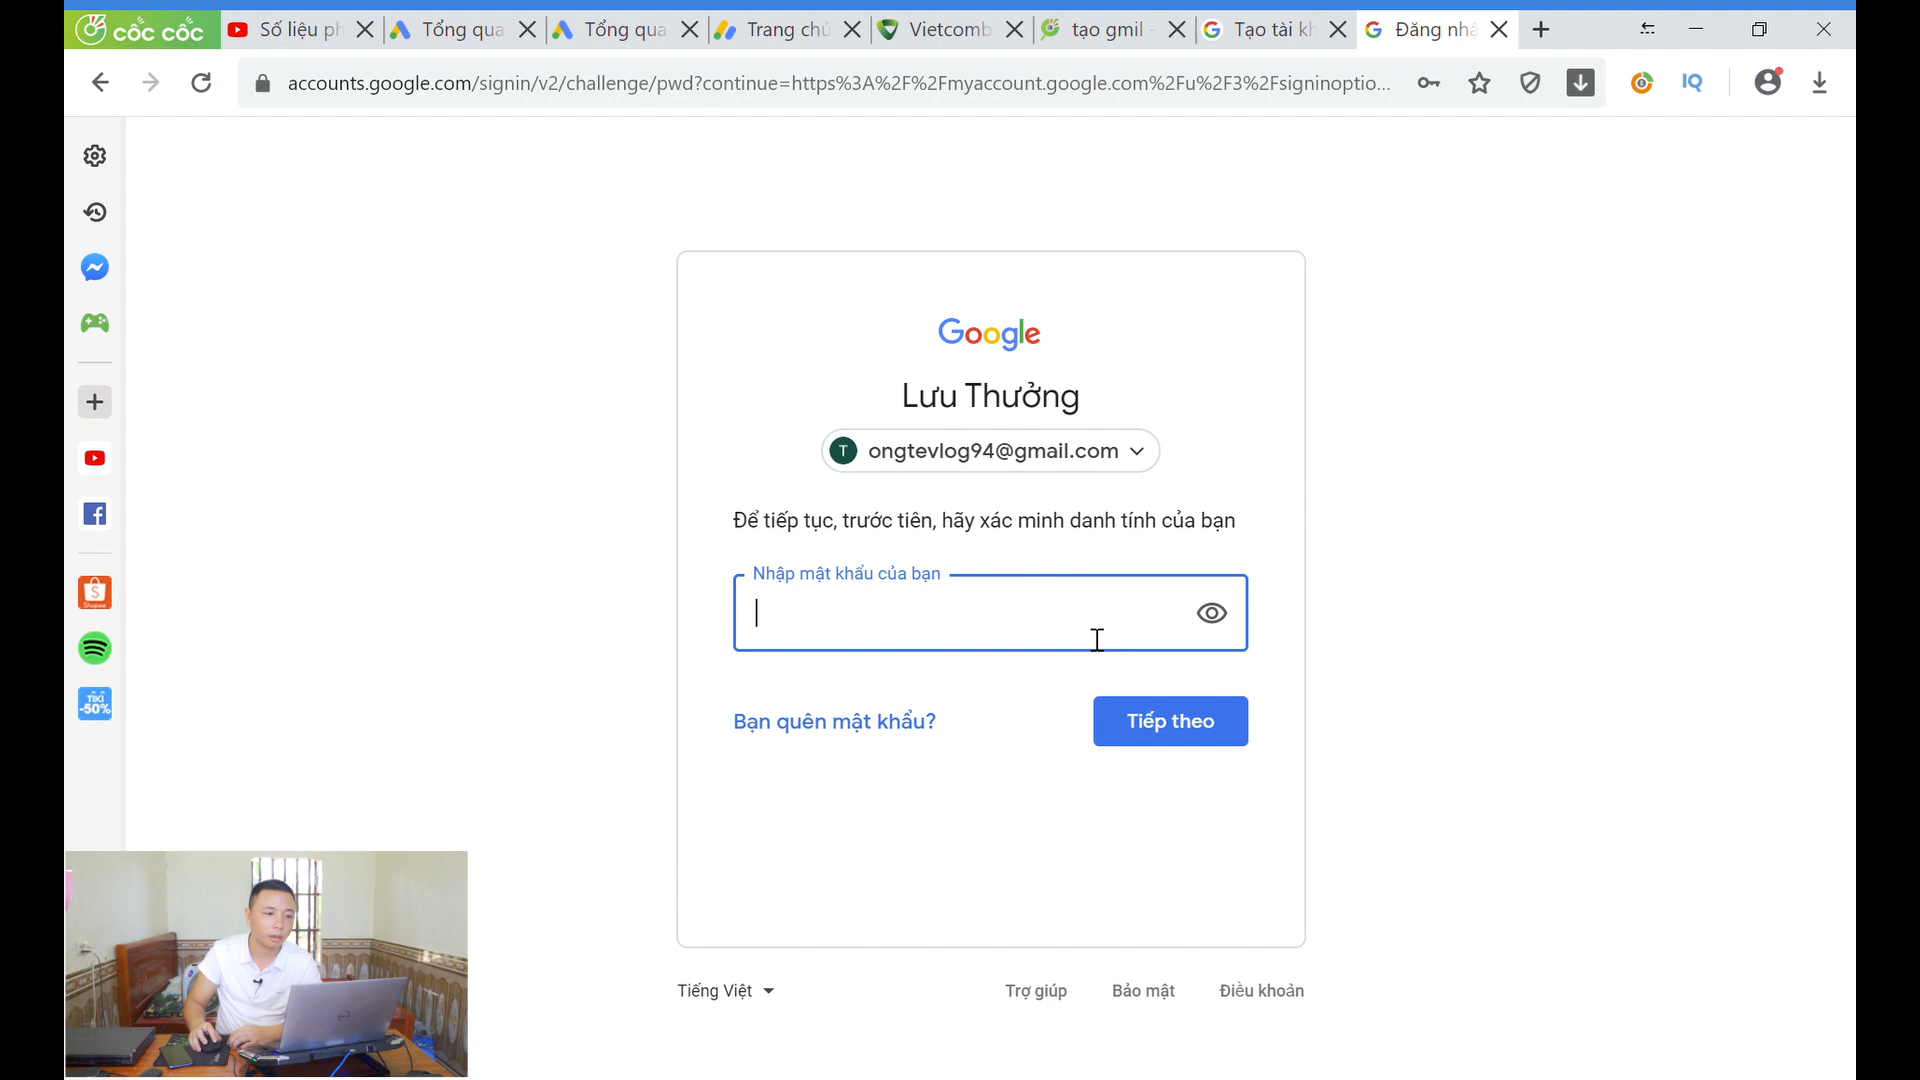 cốc cốc
Số liệu ph
Tổng qua
Tổng qua
Trang chủ
Vietcomb
tạo gmil -
Tạo tài kh
Đăng nhậ
accounts.google.com/signin/v2/challenge/pwd?continue=https%3A%2F%2Fmyaccount.google.com%2Fu%2F3%2Fsigninoptio...
IQ
Google
Lưu Thưởng
T
ongtevlog94@gmail.com
Để tiếp tục, trước tiên, hãy xác minh danh tính của bạn
Nhập mật khẩu của bạn
Bạn quên mật khẩu?
Tiếp theo
S
Shopee
TIKI
-50%
Tiếng Việt
Trợ giúp
Bảo mật
Điều khoản